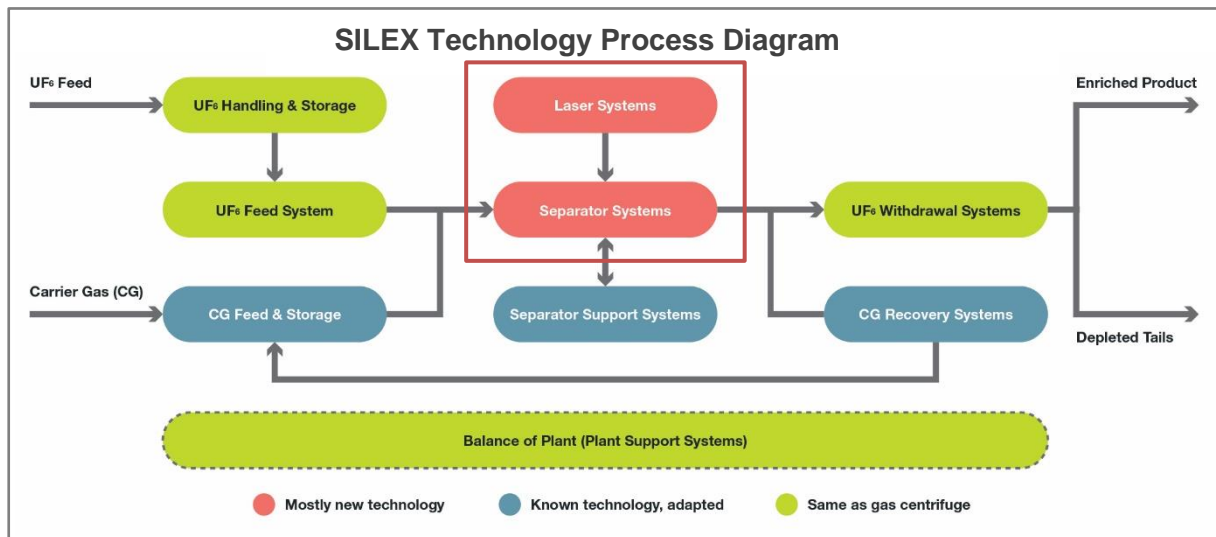 SILEX Technology Process Diagram
UF₆ Feed
Enriched Product
UF₆ Handling & Storage
Laser Systems
UF₆ Feed System
Separator Systems
UF₆ Withdrawal Systems
Carrier Gas (CG)
CG Feed & Storage
Separator Support Systems
CG Recovery Systems
Depleted Tails
Balance of Plant (Plant Support Systems)
Mostly new technology
Known technology, adapted
Same as gas centrifuge